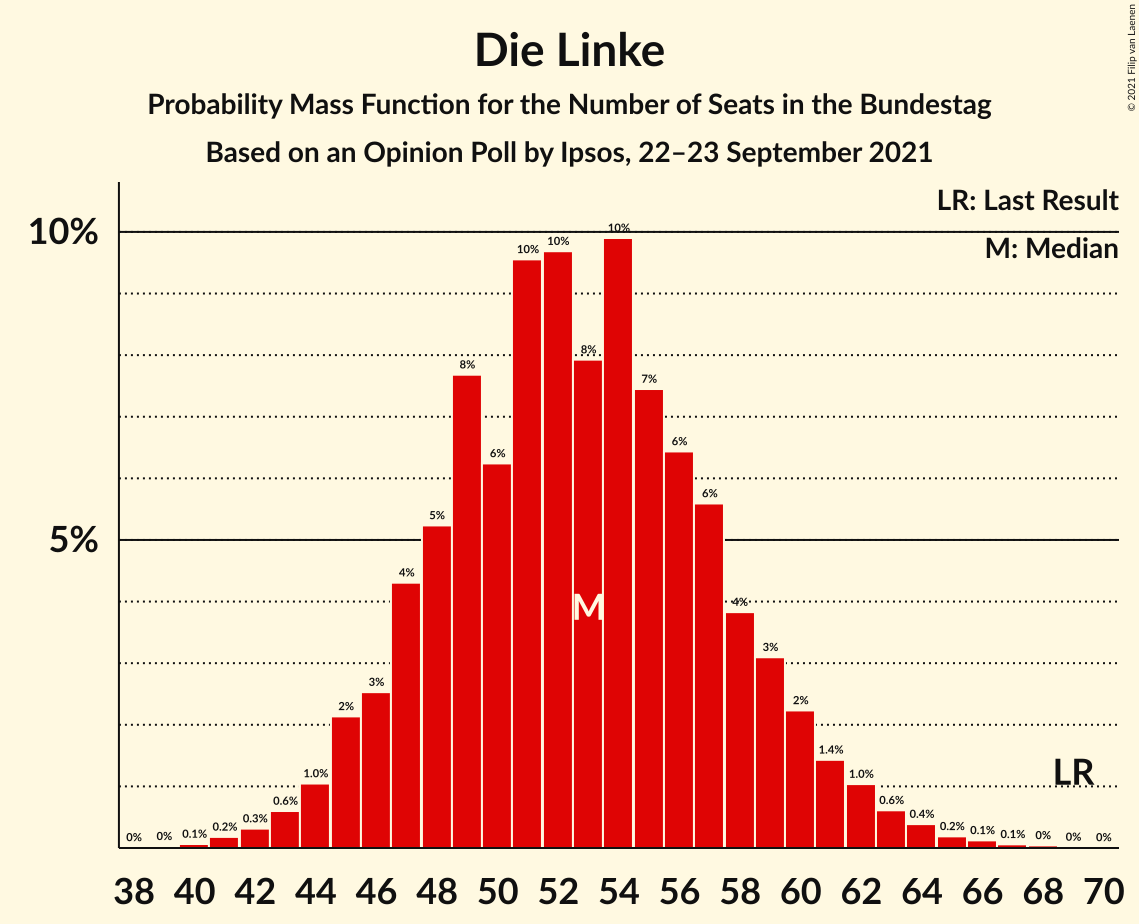 Die Linke
Probability Mass Function for the Number of Seats in the Bundestag
Based on an Opinion Poll by Ipsos, 22–23 September 2021
© 2021 Filip van Laenen
LR: Last Result
M: Median
10%
5%
0% 0% 0.1% 0.2% 0.3% 0.6% 1.0% 2% 3% 4% 5% 8% 6% 10% 10% 8% 10% 7% 6% 6% 4% 3% 2% 1.4% 1.0% 0.6% 0.4% 0.2% 0.1% 0.1% 0% 0% 0%
M
LR
38 40 42 44 46 48 50 52 54 56 58 60 62 64 66 68 70